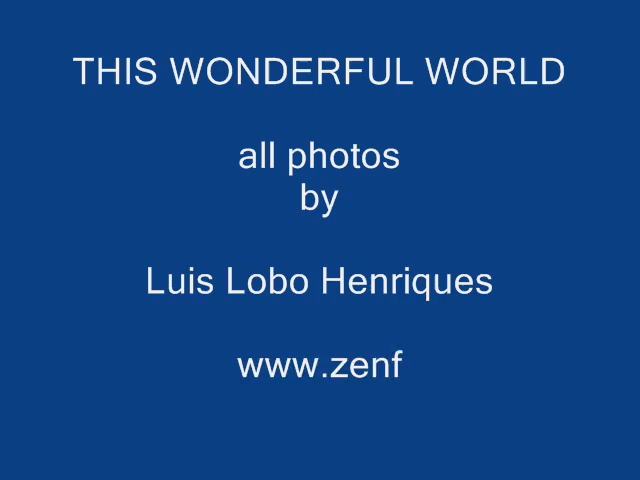 THIS WONDERFUL WORLD
all photos
by
Luis Lobo Henriques
www.zenf